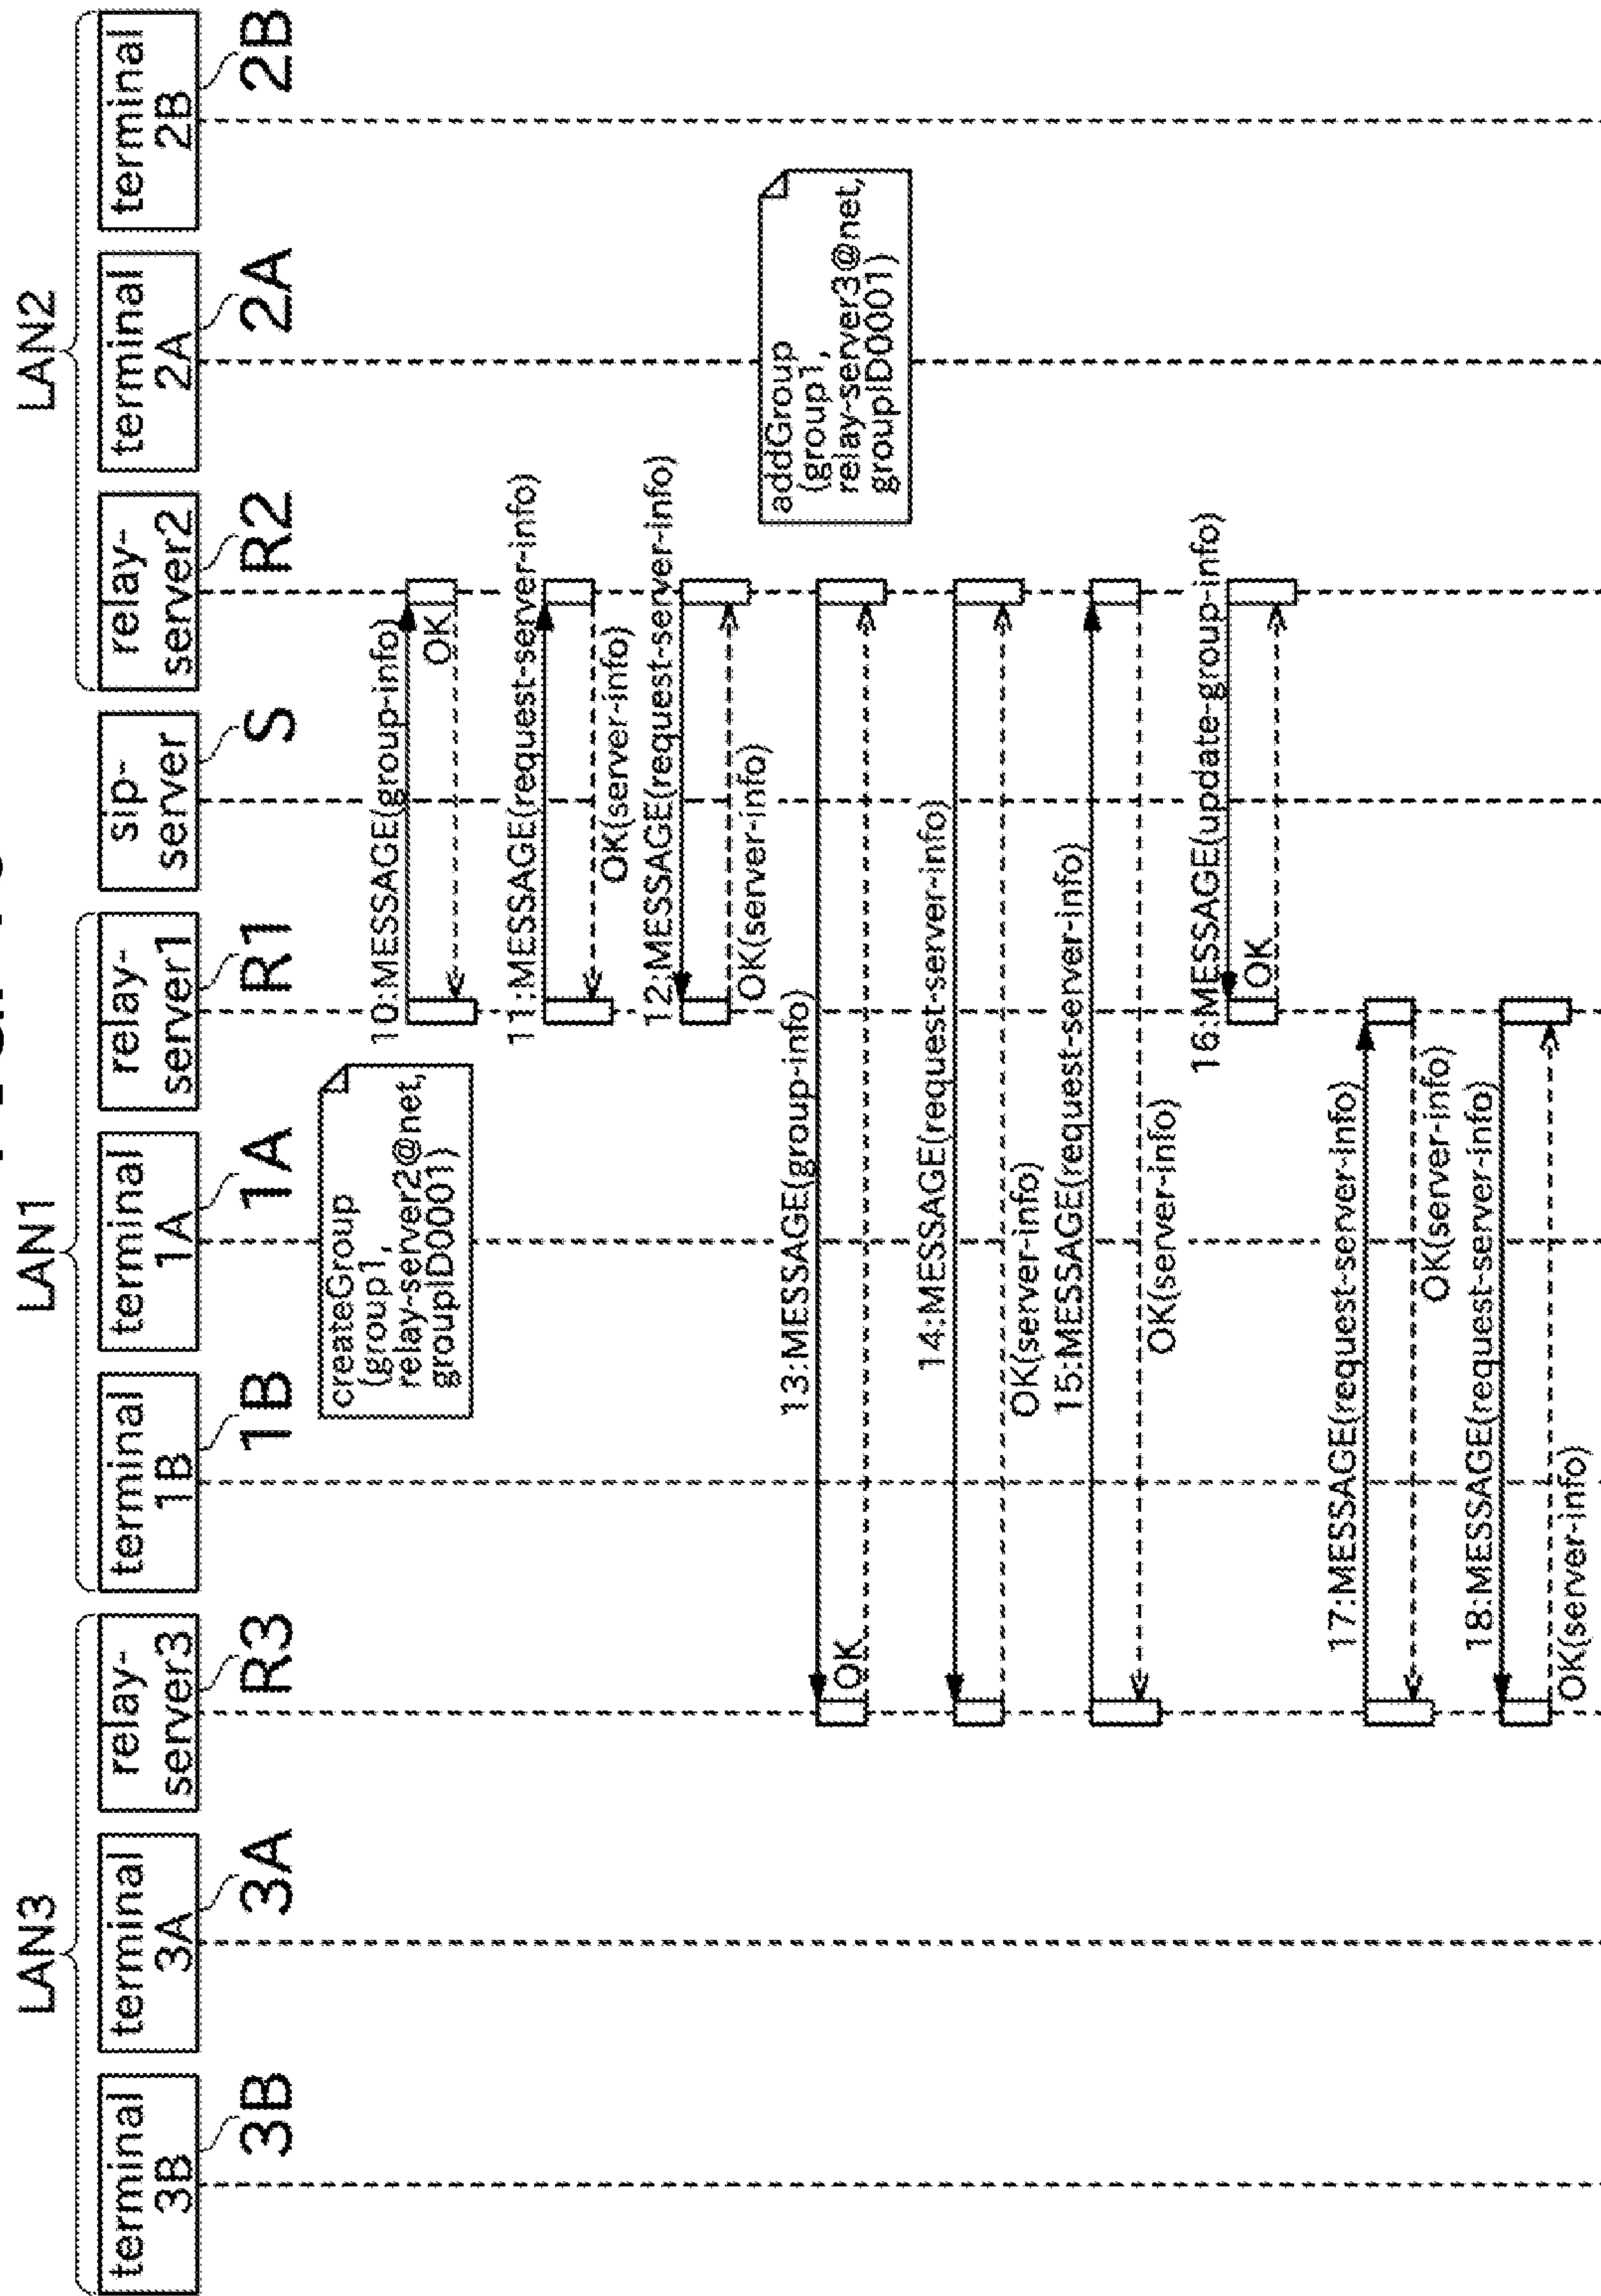 LAN3
LAN1
LAN2
terminal
3B
terminal
3A
relay-
server3
terminal
1B
terminal
1A
relay-
server1
sip-
server
relay-
server2
terminal
2A
terminal
2B
3B
3A
R3
1B
1A
R1
S
R2
2A
2B
createGroup
(group1,
relay-server2@net,
groupID0001)
10:MESSAGE(group-info)
OK
11:MESSAGE(request-server-info)
OK(server-info)
12:MESSAGE(request-server-info)
OK(server-info)
addGroup
(group1,
relay-server3@net,
groupID0001)
13:MESSAGE(group-info)
OK
14:MESSAGE(request-server-info)
OK(server-info)
15:MESSAGE(request-server-info)
OK(server-info)
16:MESSAGE(update-group-info)
OK
17:MESSAGE(request-server-info)
OK(server-info)
18:MESSAGE(request-server-info)
OK(server-info)